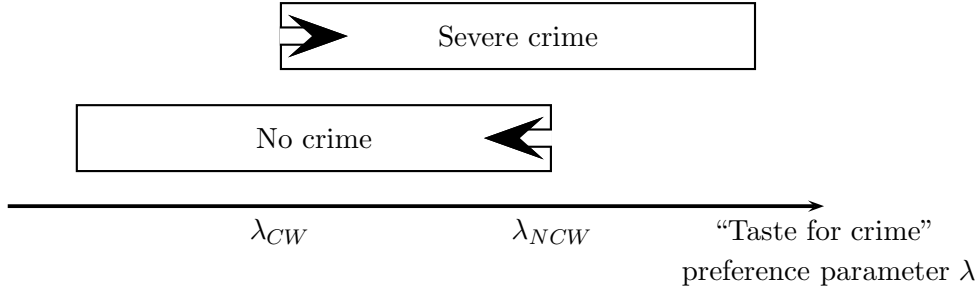 Severe crime
No crime
λ_CW λ_NCW “Taste for crime”
preference parameter λ